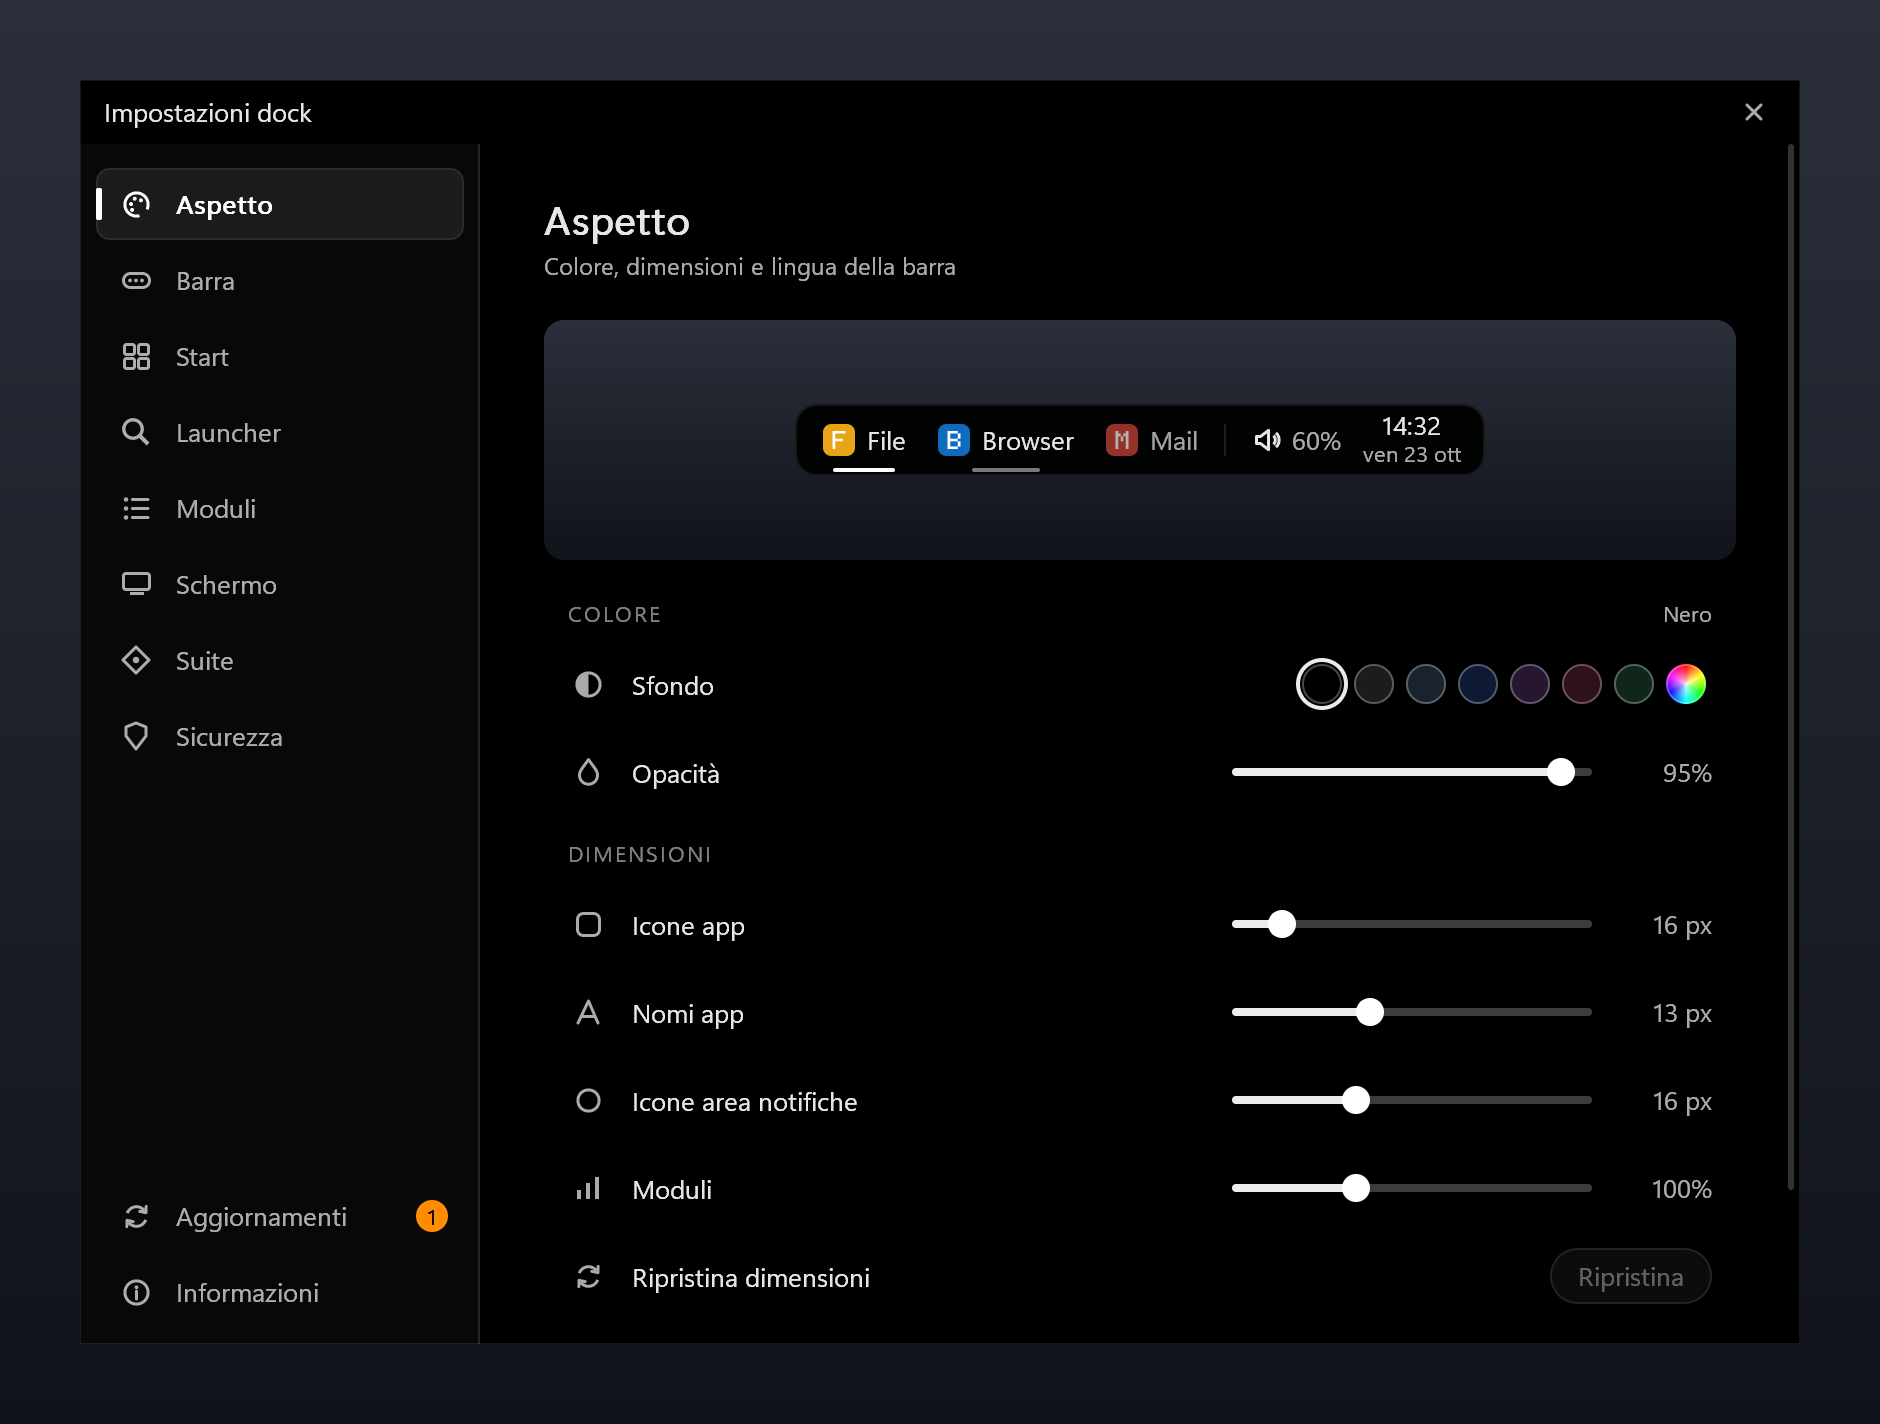 Impostazioni dock
Aspetto
Barra
Start
Launcher
Moduli
Schermo
Suite
Sicurezza
Aggiornamenti 1
Informazioni
Aspetto
Colore, dimensioni e lingua della barra
F File B Browser M Mail 60% 14:32
ven 23 ott
COLORE Nero
Sfondo
Opacità 95%
DIMENSIONI
Icone app 16 px
Nomi app 13 px
Icone area notifiche 16 px
Moduli 100%
Ripristina dimensioni Ripristina